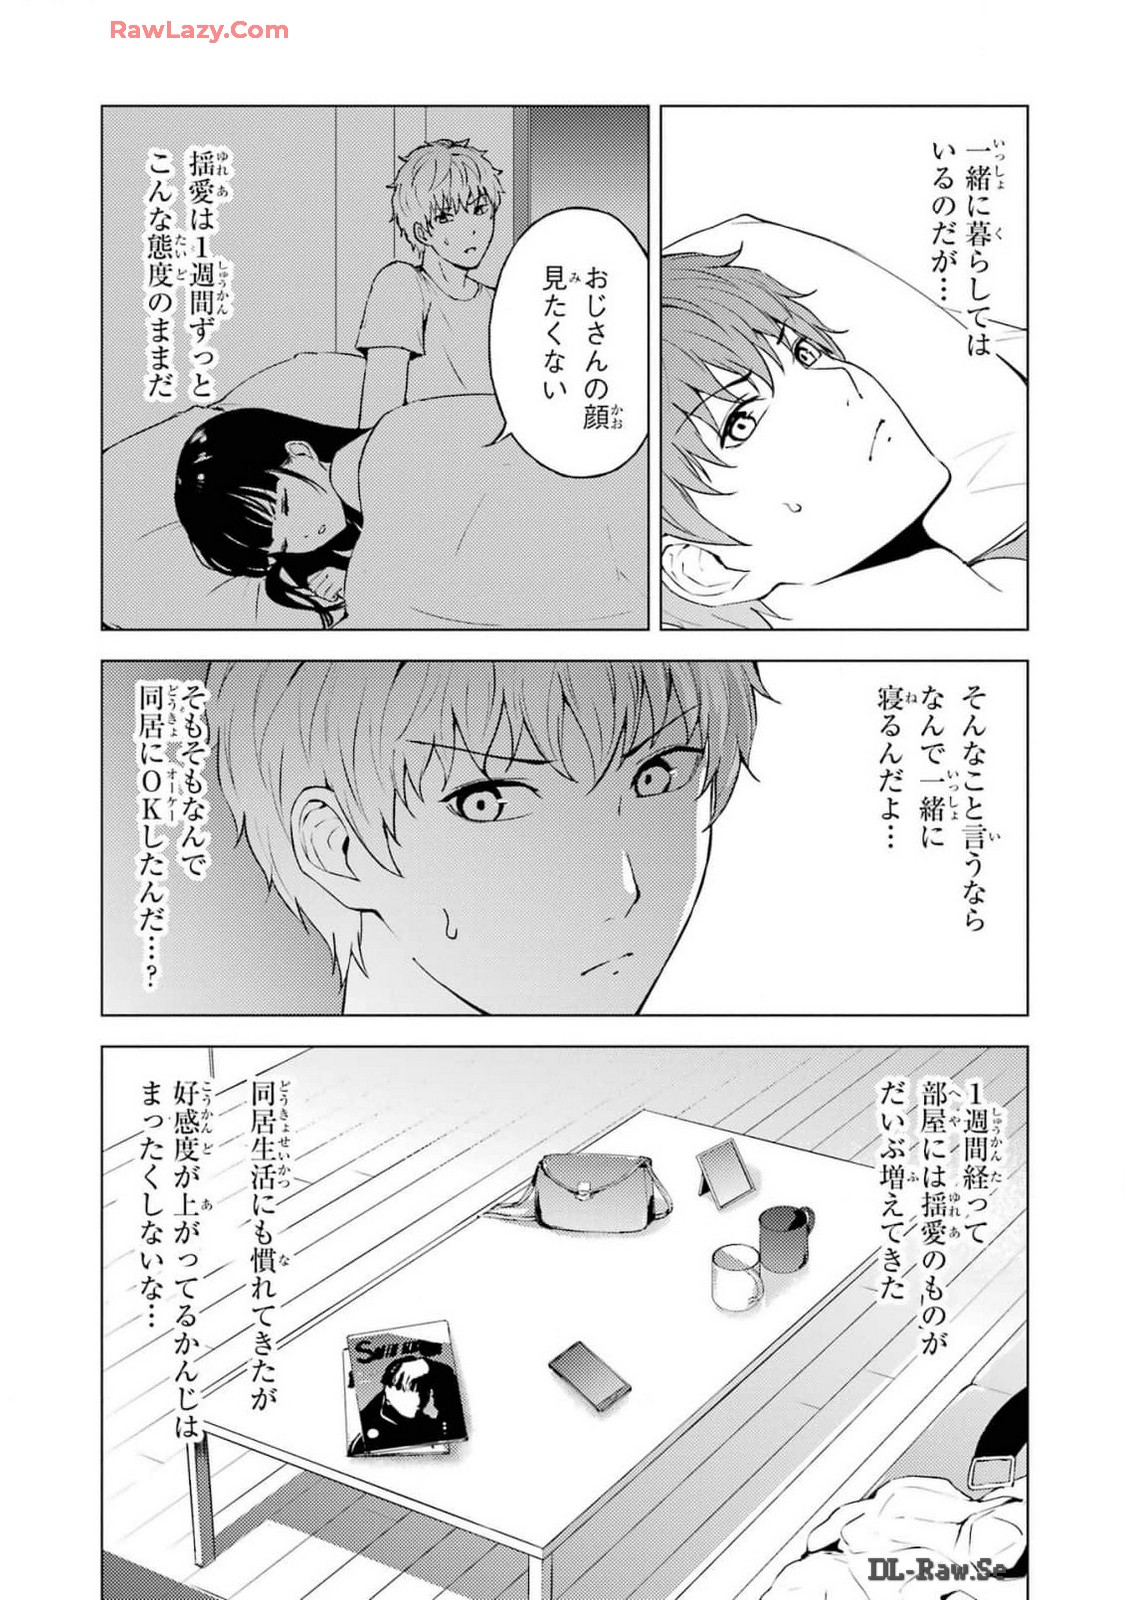 RawLazy.Com
一緒に暮らしては
いるのだが…
おじさんの顔
見たくない
揺愛は1週間ずっと
こんな態度のままだ
そんなこと言うなら
なんで一緒に
寝るんだよ…
そもそもなんで
同居にOKしたんだ…?
1週間経って
部屋には揺愛のものが
だいぶ増えてきた
同居生活にも慣れてきたが
好感度が上がってるかんじは
まったくしないな…
DL-Raw.Se